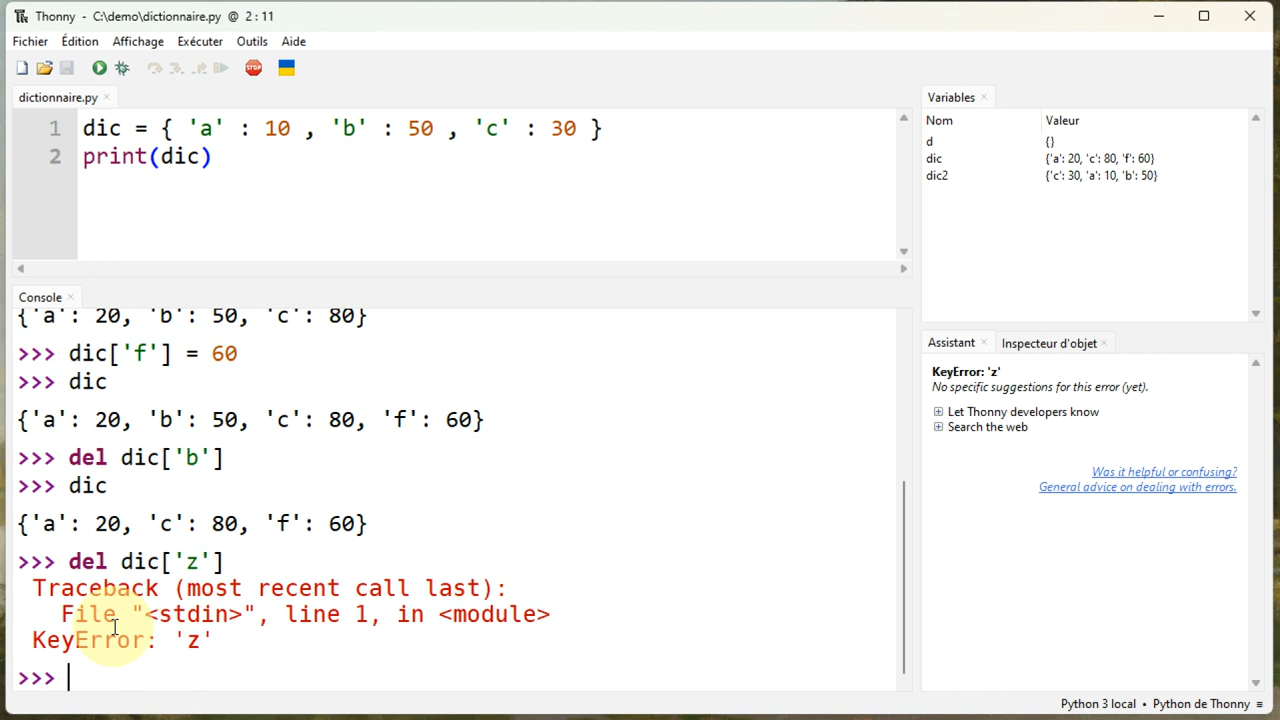 Thonny - C:\demo\dictionnaire.py @ 2 : 11
Fichier Édition Affichage Exécuter Outils Aide
STOP
dictionnaire.py
1 dic = { 'a' : 10 , 'b' : 50 , 'c' : 30 }
2 print(dic)
Console
{'a': 20, 'b': 50, 'c': 80}
>>> dic['f'] = 60
>>> dic
{'a': 20, 'b': 50, 'c': 80, 'f': 60}
>>> del dic['b']
>>> dic
{'a': 20, 'c': 80, 'f': 60}
>>> del dic['z']
Traceback (most recent call last):
File "<stdin>", line 1, in <module>
KeyError: 'z'
>>>
Variables
Nom Valeur
d {}
dic {'a': 20, 'c': 80, 'f': 60}
dic2 {'c': 30, 'a': 10, 'b': 50}
Assistant Inspecteur d'objet
KeyError: 'z'
No specific suggestions for this error (yet).
Let Thonny developers know
Search the web
Was it helpful or confusing?
General advice on dealing with errors.
Python 3 local • Python de Thonny ≡